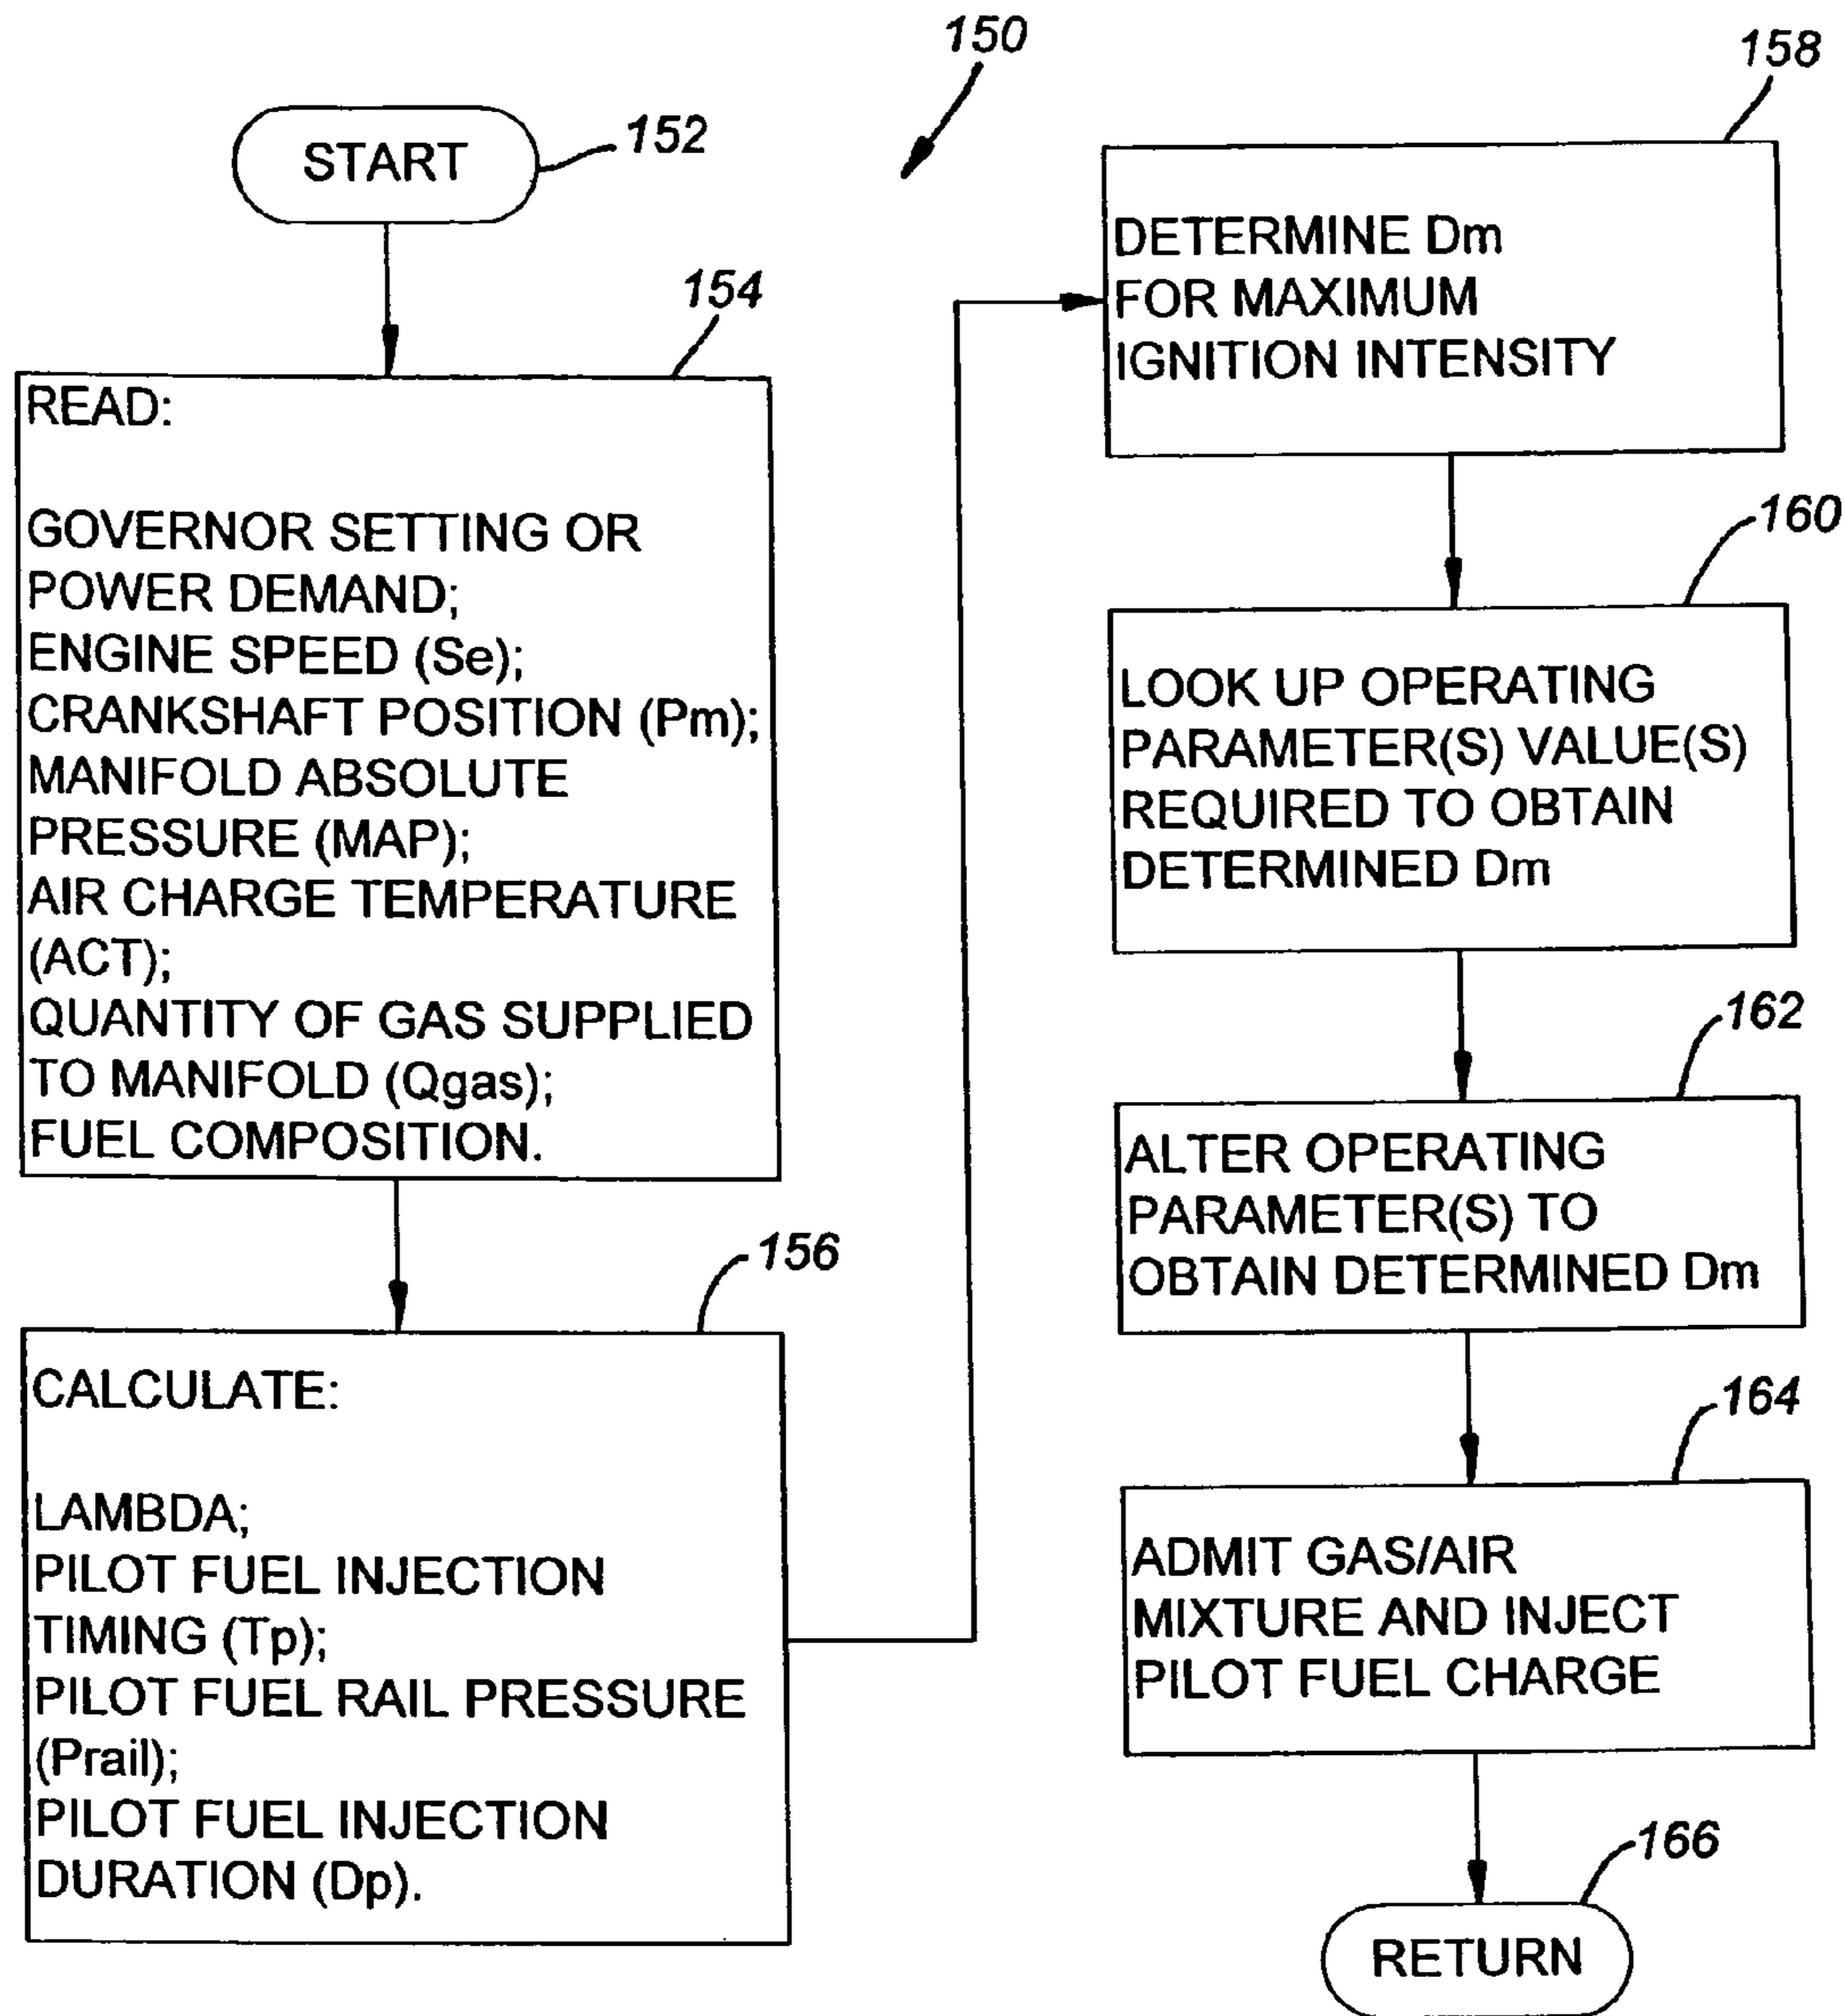 150
START
152
154
READ:
GOVERNOR SETTING OR
POWER DEMAND;
ENGINE SPEED (Se);
CRANKSHAFT POSITION (Pm);
MANIFOLD ABSOLUTE
PRESSURE (MAP);
AIR CHARGE TEMPERATURE
(ACT);
QUANTITY OF GAS SUPPLIED
TO MANIFOLD (Qgas);
FUEL COMPOSITION.
156
CALCULATE:
LAMBDA;
PILOT FUEL INJECTION
TIMING (Tp);
PILOT FUEL RAIL PRESSURE
(Prail);
PILOT FUEL INJECTION
DURATION (Dp).
158
DETERMINE Dm
FOR MAXIMUM
IGNITION INTENSITY
160
LOOK UP OPERATING
PARAMETER(S) VALUE(S)
REQUIRED TO OBTAIN
DETERMINED Dm
162
ALTER OPERATING
PARAMETER(S) TO
OBTAIN DETERMINED Dm
164
ADMIT GAS/AIR
MIXTURE AND INJECT
PILOT FUEL CHARGE
166
RETURN